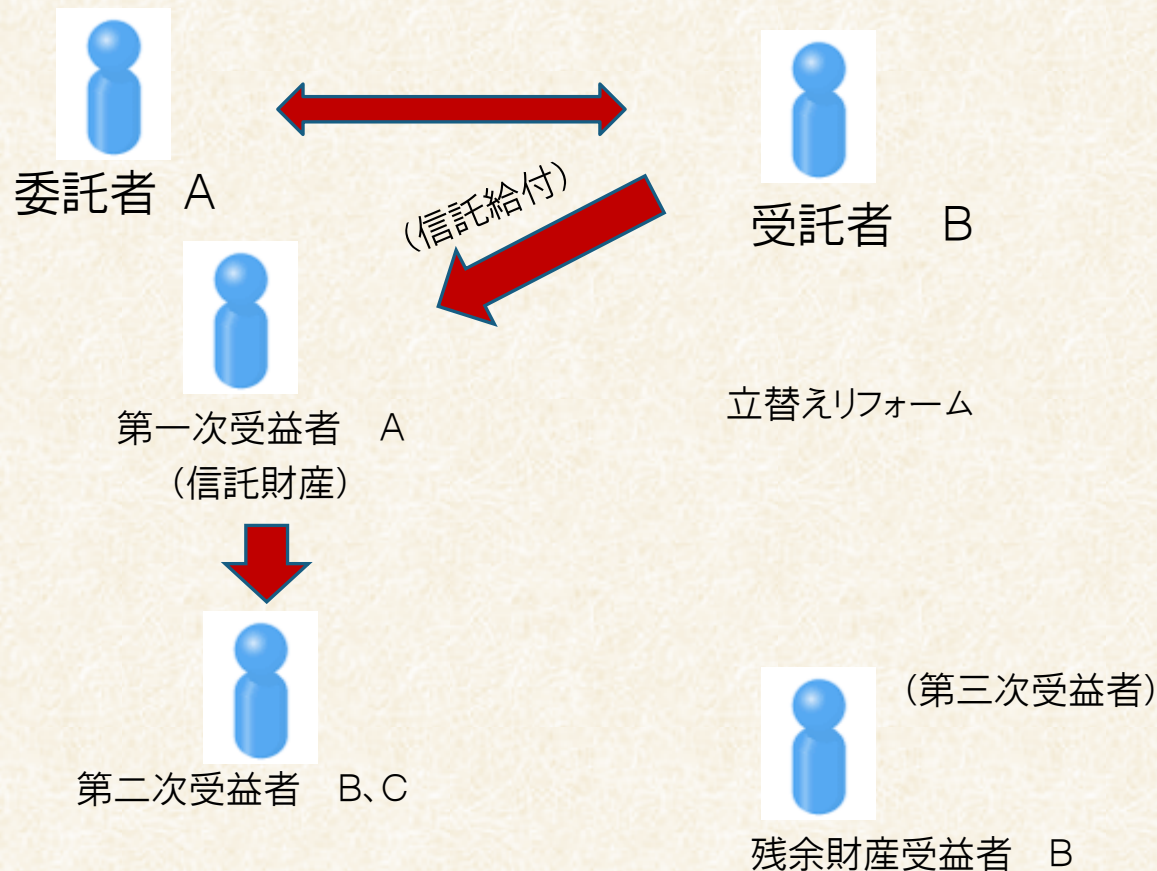 委託者 A
受託者 B
(信託給付)
第一次受益者 A
(信託財産)
立替えリフォーム
第二次受益者 B、C
(第三次受益者)
残余財産受益者 B